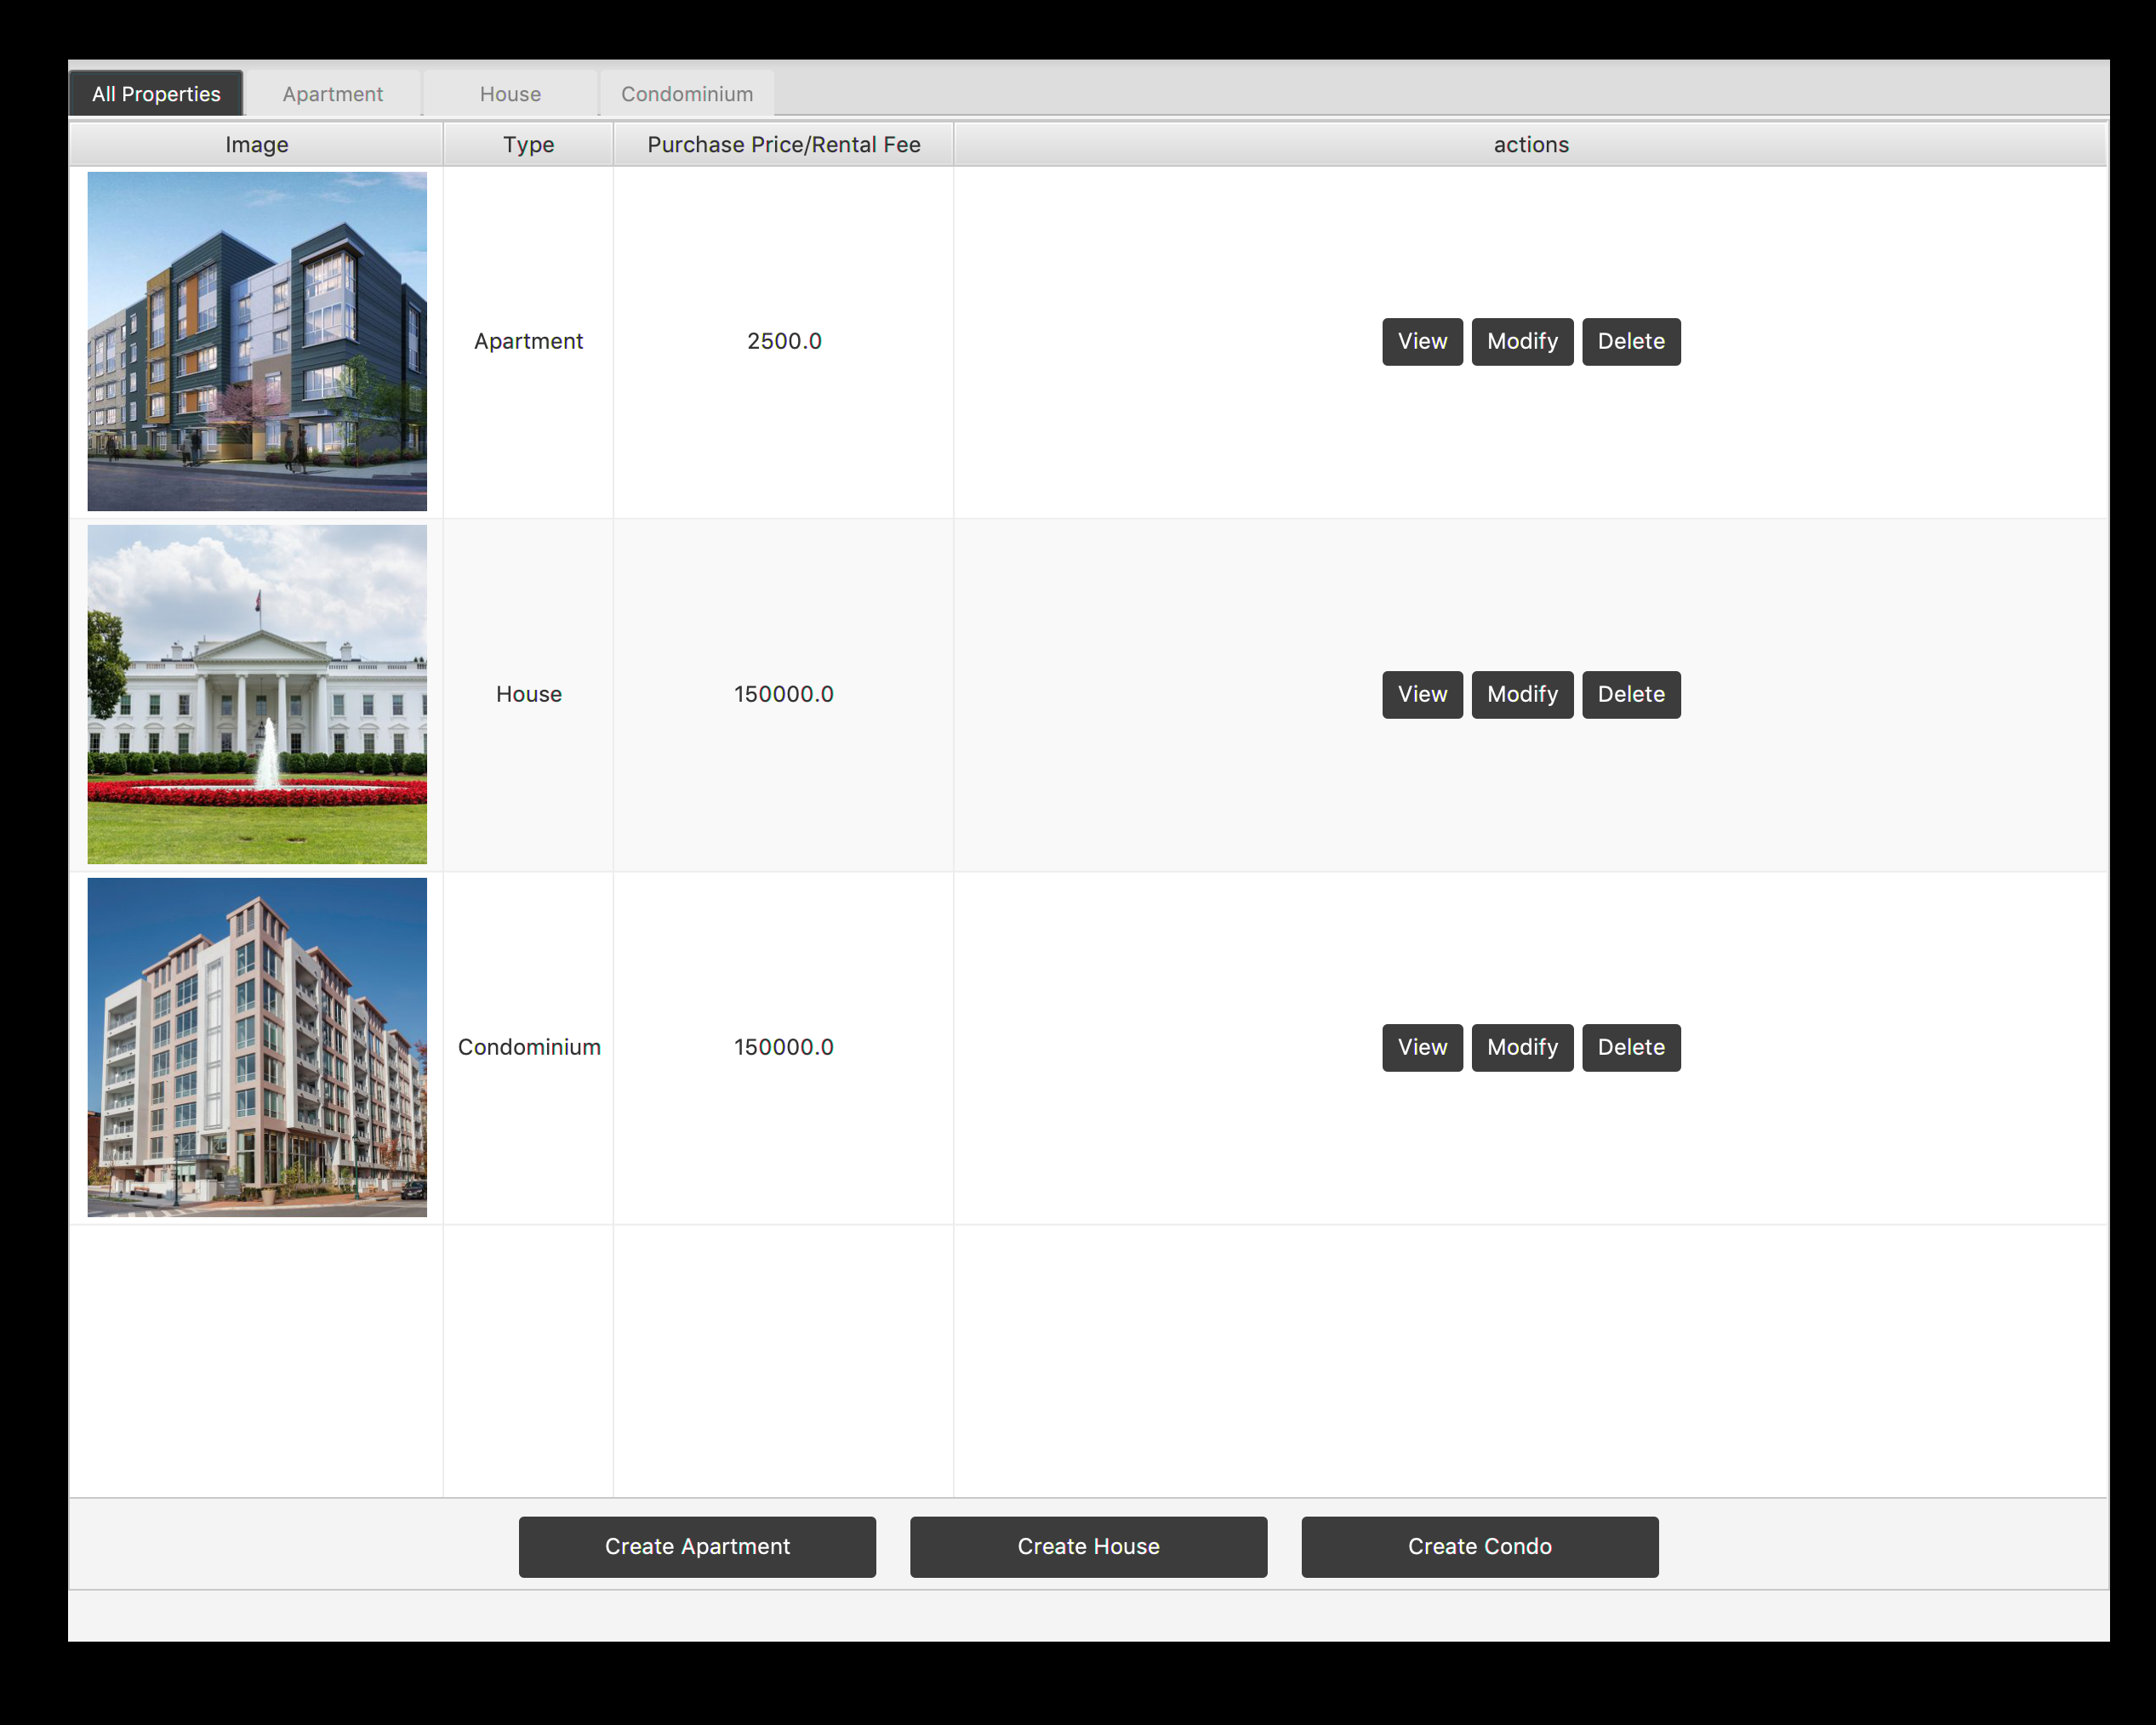 All Properties Apartment House Condominium
Image Type Purchase Price/Rental Fee actions
Apartment 2500.0 View Modify Delete
House 150000.0 View Modify Delete
Condominium 150000.0 View Modify Delete
Create Apartment Create House Create Condo